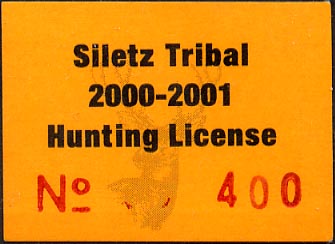 Siletz Tribal
2000-2001
Hunting License
No 400